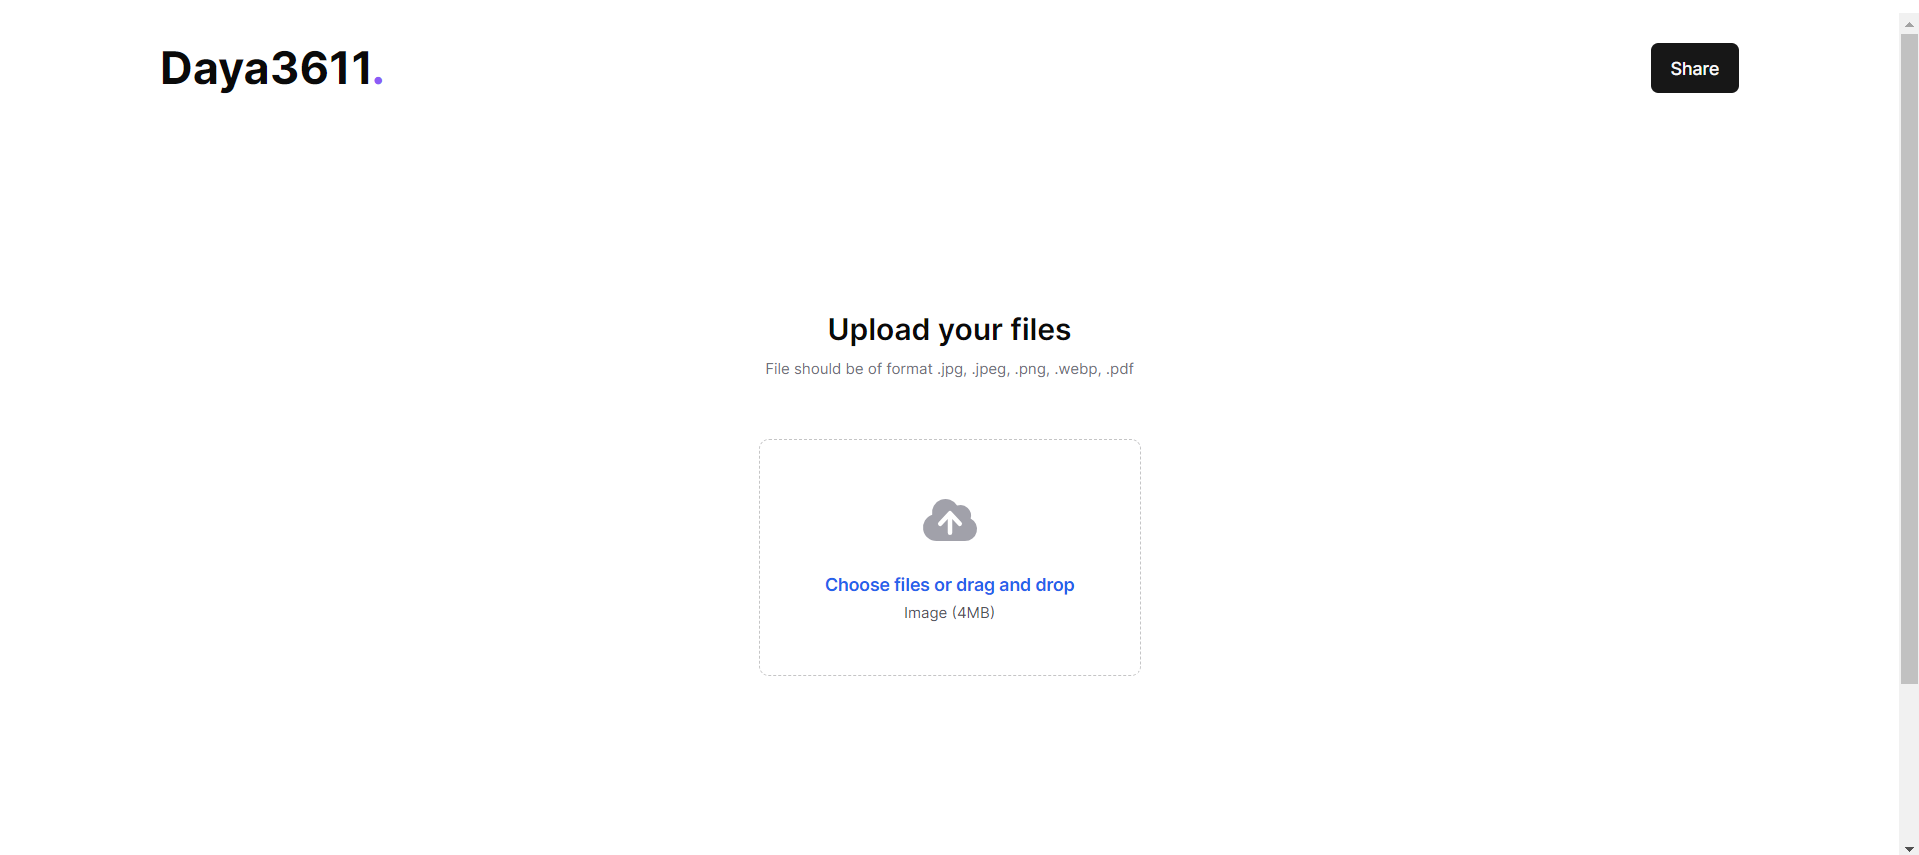 Daya3611.
Share
Upload your files
File should be of format .jpg, .jpeg, .png, .webp, .pdf
Choose files or drag and drop
Image (4MB)